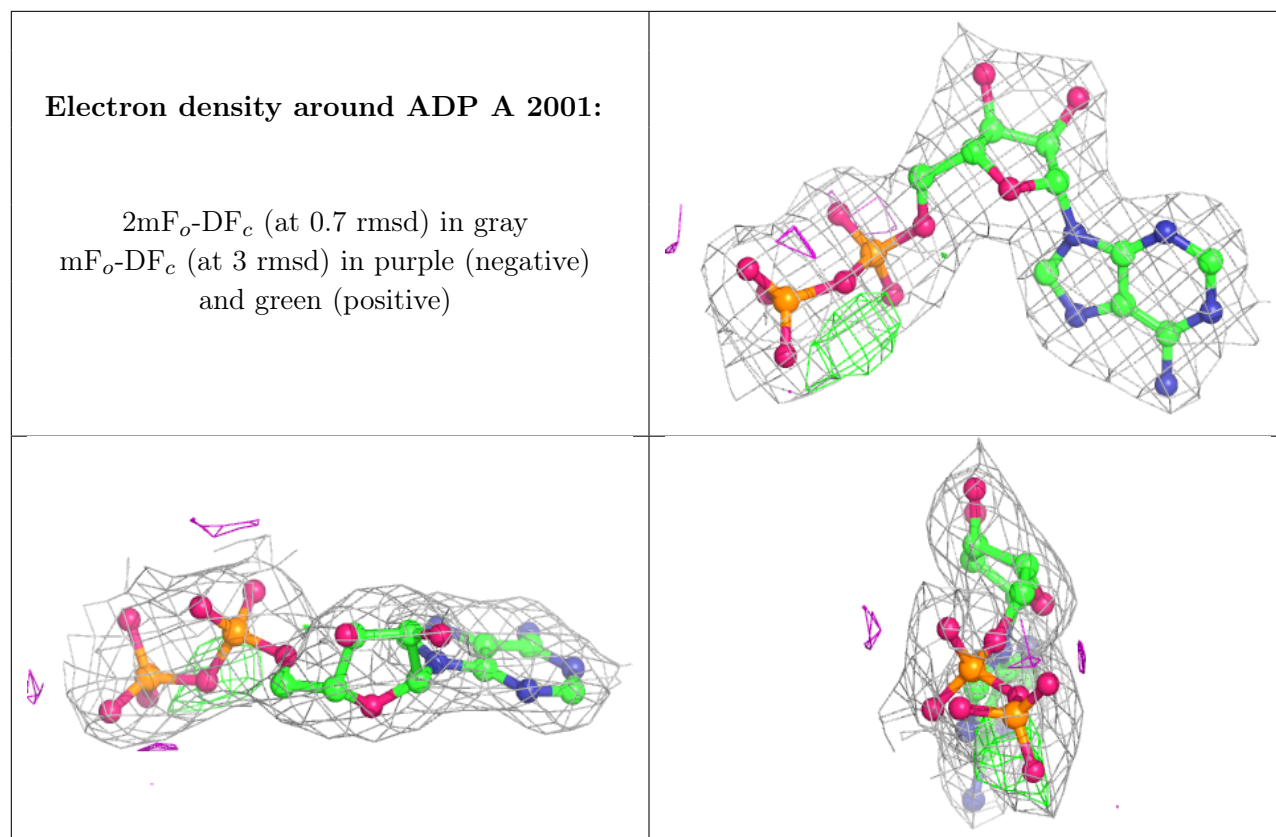 Electron density around ADP A 2001:
2mFo-DFc (at 0.7 rmsd) in gray
mFo-DFc (at 3 rmsd) in purple (negative)
and green (positive)